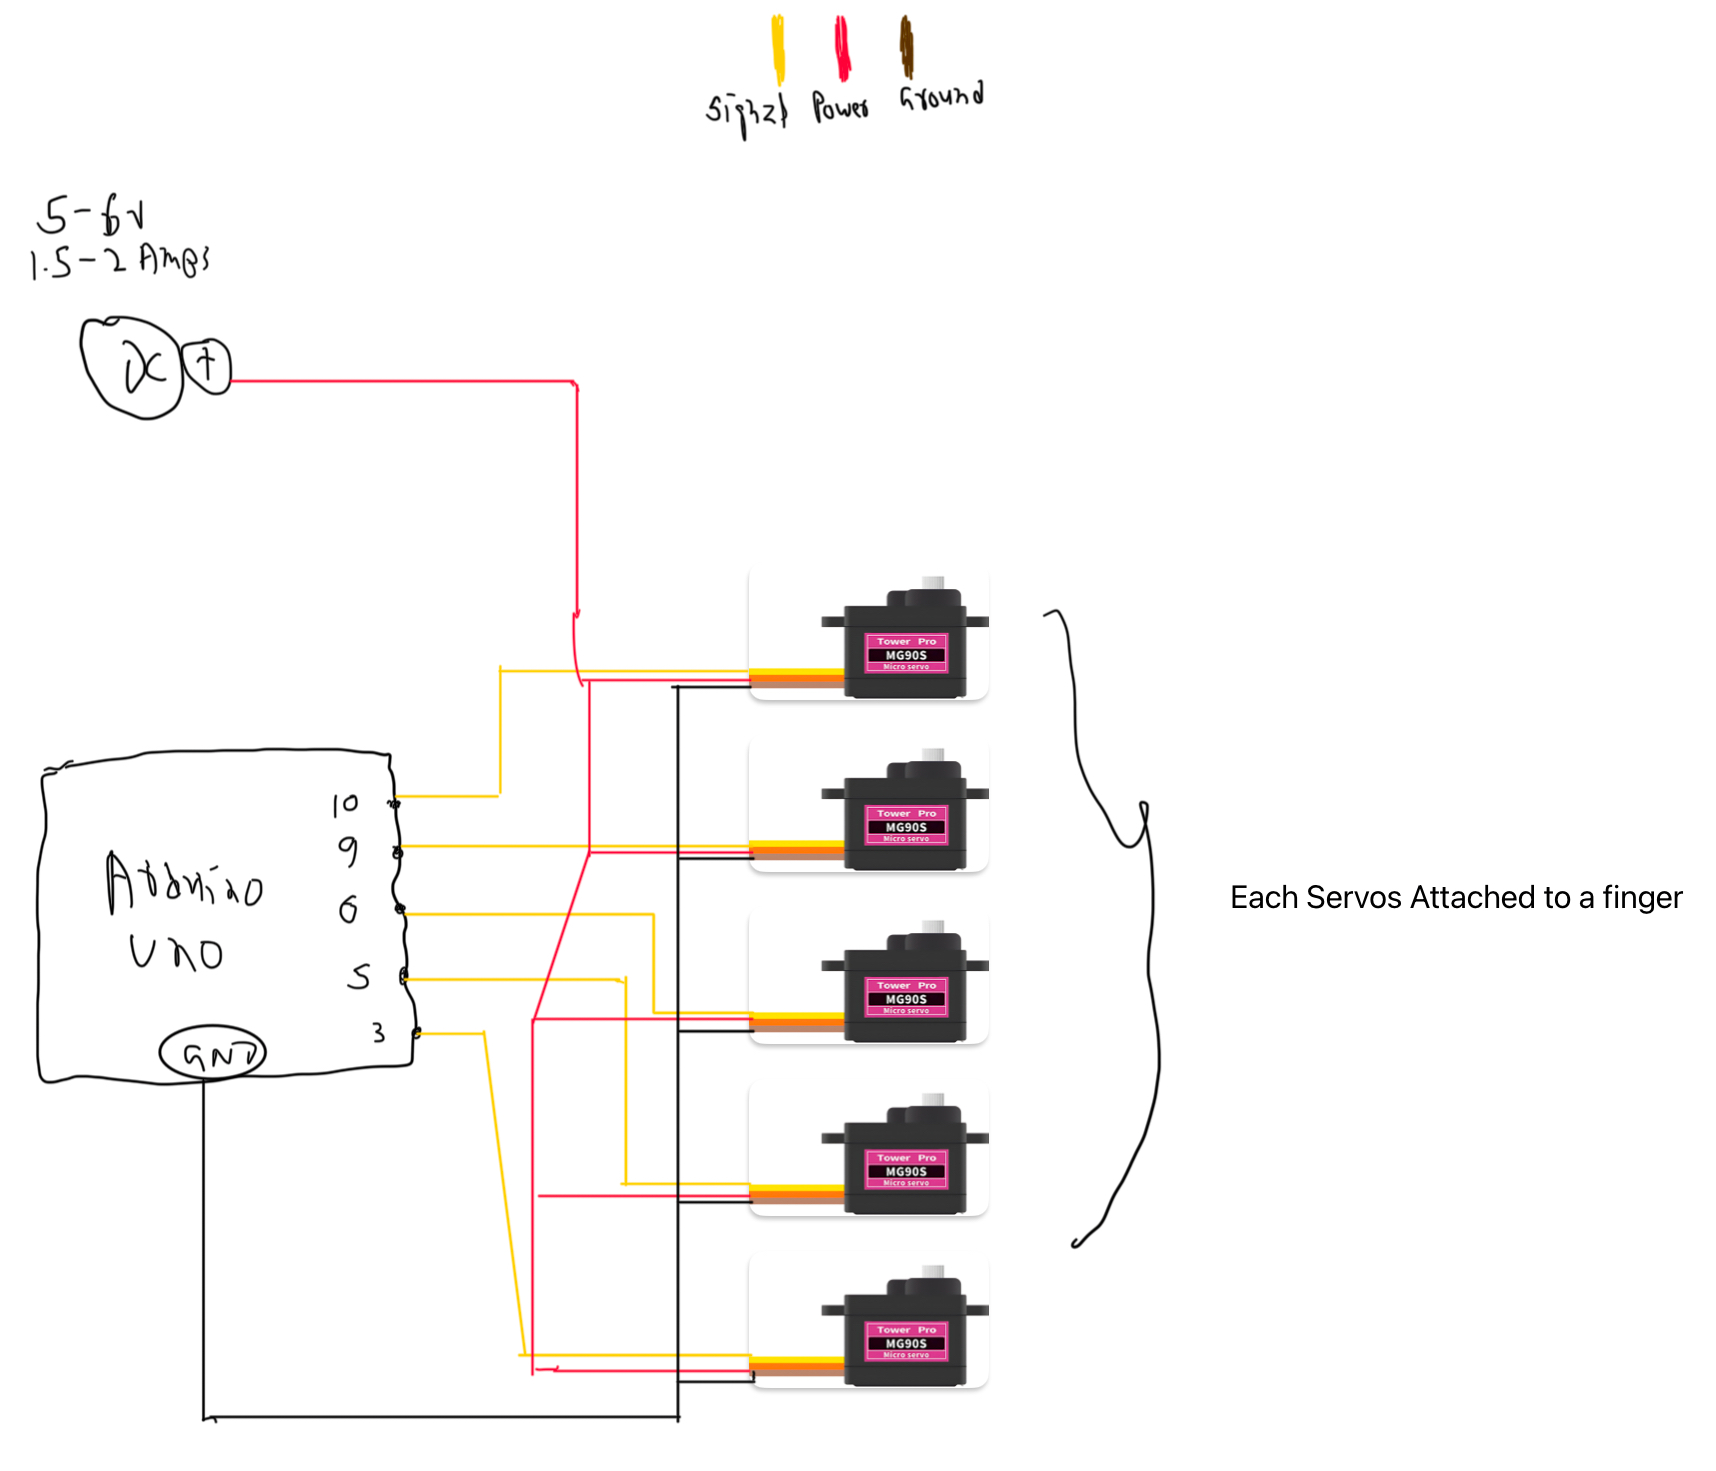 Signal Power Ground
5-6V
1.5-2 Amps
DC +
Tower Pro
MG90S
Micro servo
10
9
6
5
3
Arduino
Uno
GND
Tower Pro
MG90S
Micro servo
Each Servos Attached to a finger
Tower Pro
MG90S
Micro servo
Tower Pro
MG90S
Micro servo
Tower Pro
MG90S
Micro servo